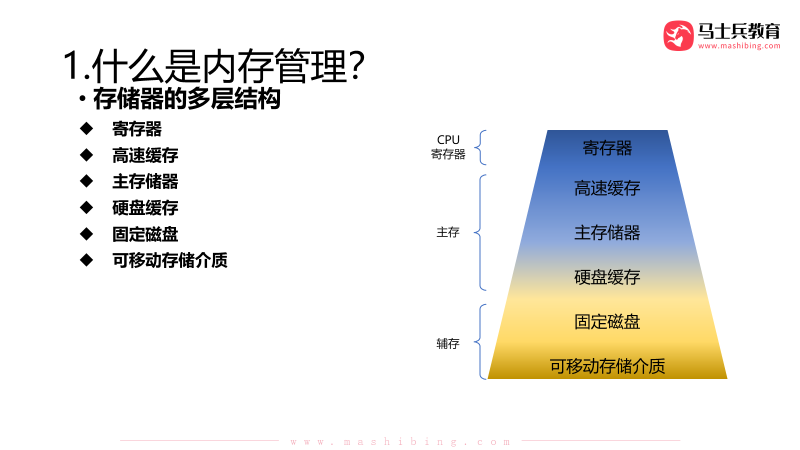 马士兵教育
www.mashibing.com
1.什么是内存管理？
• 存储器的多层结构
◆ 寄存器
◆ 高速缓存
◆ 主存储器
◆ 硬盘缓存
◆ 固定磁盘
◆ 可移动存储介质
CPU
寄存器
主存
辅存
寄存器
高速缓存
主存储器
硬盘缓存
固定磁盘
可移动存储介质
www.mashibing.com